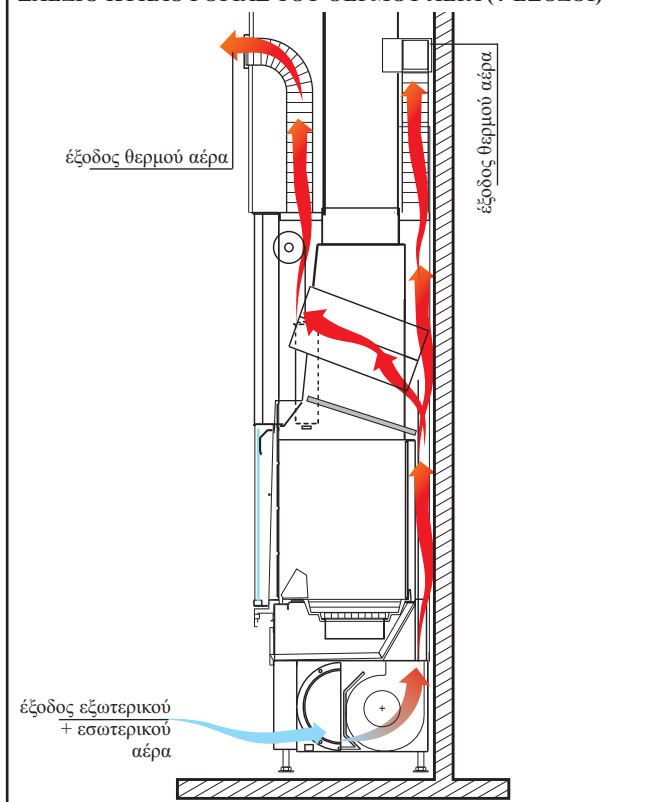 έξοδος θερμού αέρα
έξοδος θερμού αέρα
έξοδος εξωτερικού
+ εσωτερικού
αέρα